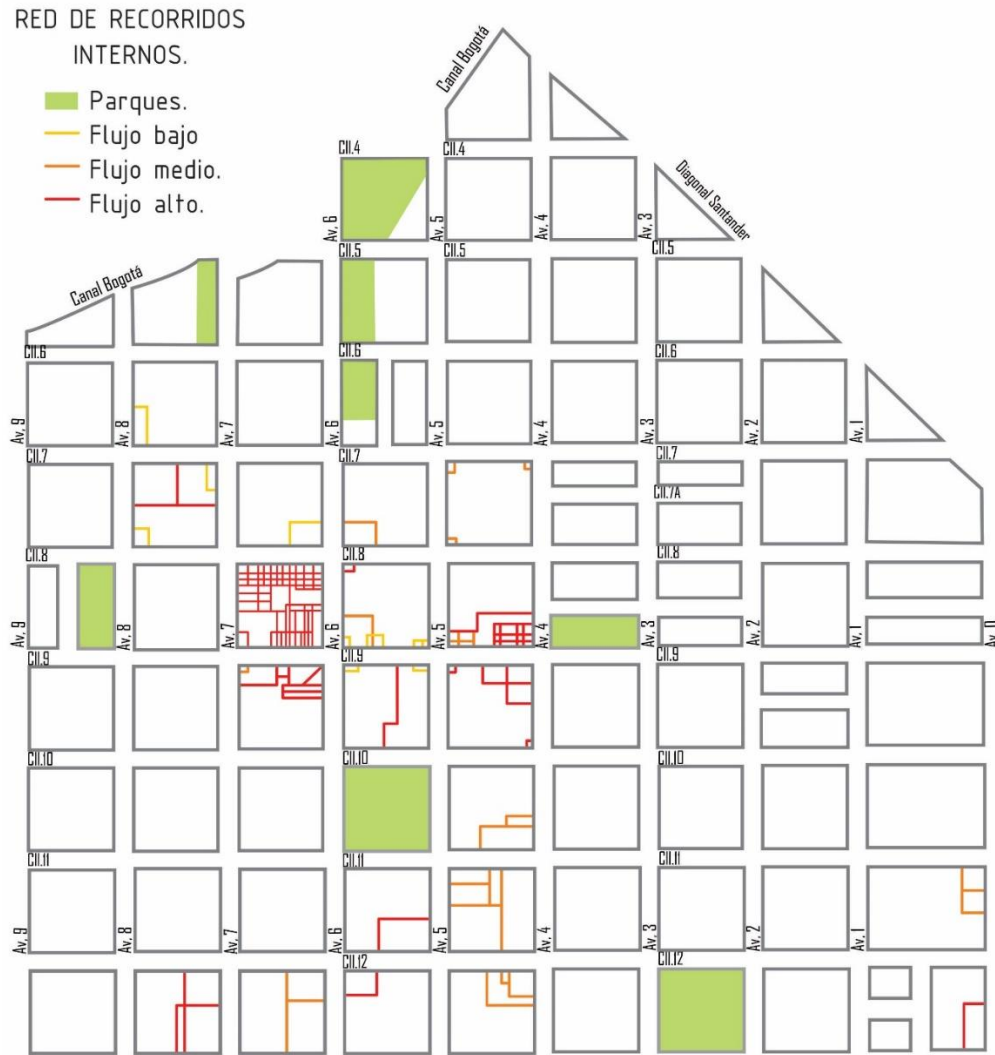 RED DE RECORRIDOS
INTERNOS.
Parques.
Flujo bajo
Flujo medio.
Flujo alto.
Canal Bogotá
Cll.4
Cll.4
Diagonal Santander
Av. 6
Av. 5
Av. 4
Av. 3
Cll.5
Cll.5
Cll.5
Canal Bogotá
Cll.6
Cll.6
Cll.6
Av. 9
Av. 8
Av. 7
Av. 6
Av. 5
Av. 4
Av. 3
Av. 2
Av. 1
Cll.7
Cll.7
Cll.7
Cll.7A
Cll.8
Cll.8
Cll.8
Av. 9
Av. 8
Av. 7
Av. 6
Av. 5
Av. 4
Av. 3
Av. 2
Av. 1
Av. 0
Cll.9
Cll.9
Cll.9
Cll.10
Cll.10
Cll.10
Cll.11
Cll.11
Cll.11
Av. 9
Av. 8
Av. 7
Av. 6
Av. 5
Av. 4
Av. 3
Av. 2
Av. 1
Cll.12
Cll.12